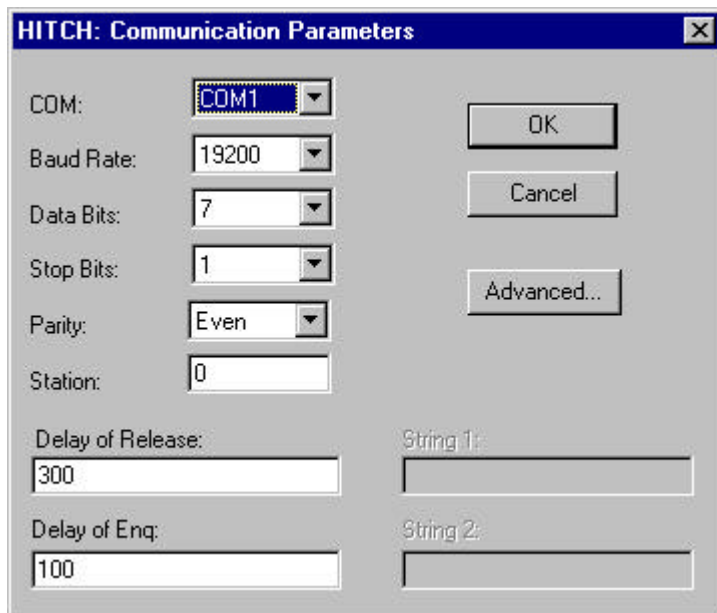 HITCH: Communication Parameters
COM: COM1
OK
Baud Rate: 19200
Cancel
Data Bits: 7
Stop Bits: 1
Advanced...
Parity: Even
Station: 0
Delay of Release: String 1:
300
Delay of Enq: String 2:
100